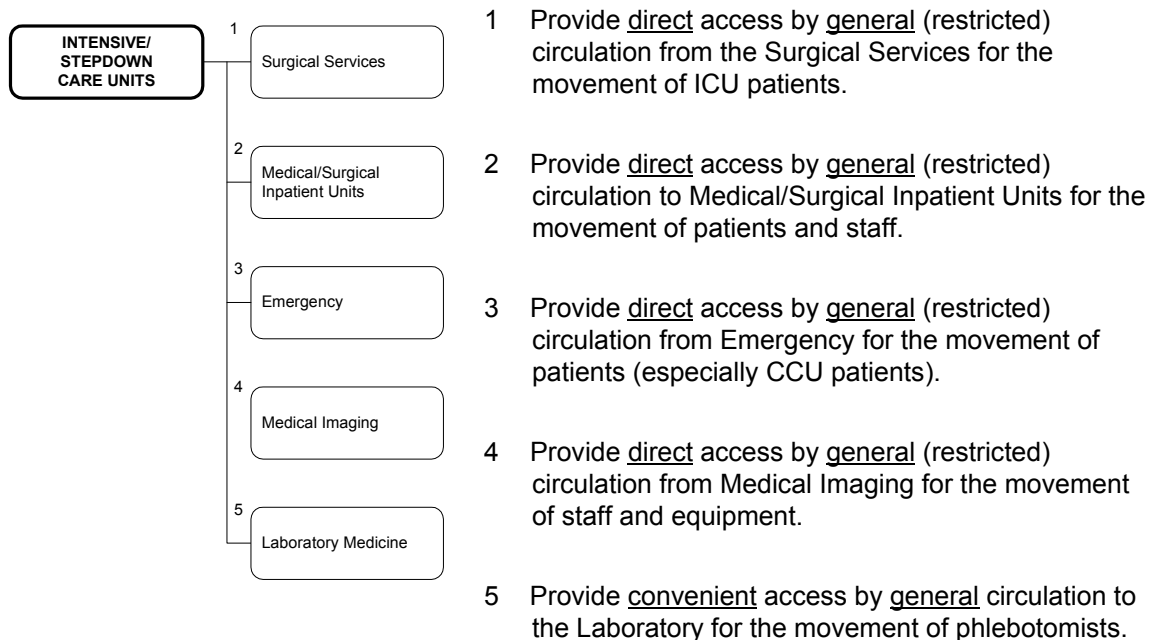 INTENSIVE/
STEPDOWN
CARE UNITS
1
Surgical Services
2
Medical/Surgical
Inpatient Units
3
Emergency
4
Medical Imaging
5
Laboratory Medicine
1 Provide direct access by general (restricted)
circulation from the Surgical Services for the
movement of ICU patients.
2 Provide direct access by general (restricted)
circulation to Medical/Surgical Inpatient Units for the
movement of patients and staff.
3 Provide direct access by general (restricted)
circulation from Emergency for the movement of
patients (especially CCU patients).
4 Provide direct access by general (restricted)
circulation from Medical Imaging for the movement
of staff and equipment.
5 Provide convenient access by general circulation to
the Laboratory for the movement of phlebotomists.